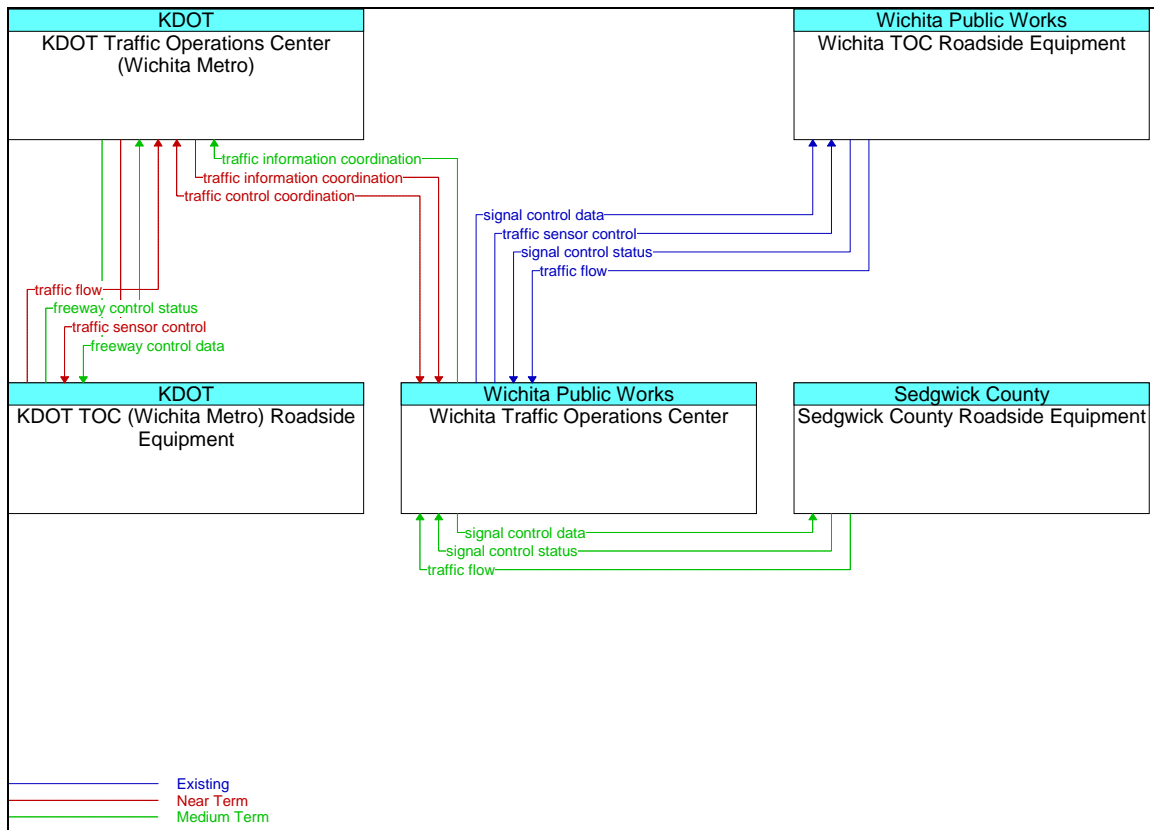 KDOT
KDOT Traffic Operations Center
(Wichita Metro)
Wichita Public Works
Wichita TOC Roadside Equipment
traffic information coordination
traffic information coordination
traffic control coordination
signal control data
traffic sensor control
signal control status
traffic flow
traffic flow
freeway control status
traffic sensor control
freeway control data
KDOT
KDOT TOC (Wichita Metro) Roadside
Equipment
Wichita Public Works
Wichita Traffic Operations Center
Sedgwick County
Sedgwick County Roadside Equipment
signal control data
signal control status
traffic flow
Existing
Near Term
Medium Term